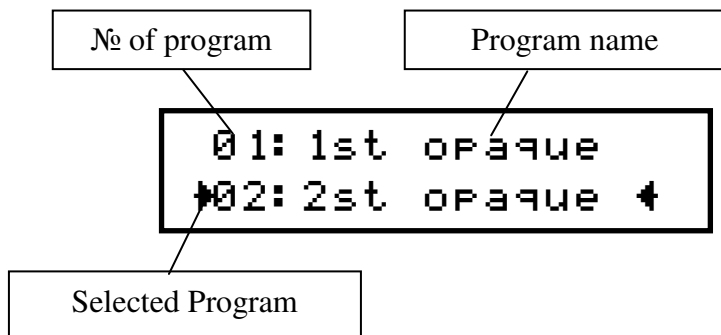 № of program
Program name
01: 1st opaque
02: 2st opaque
Selected Program